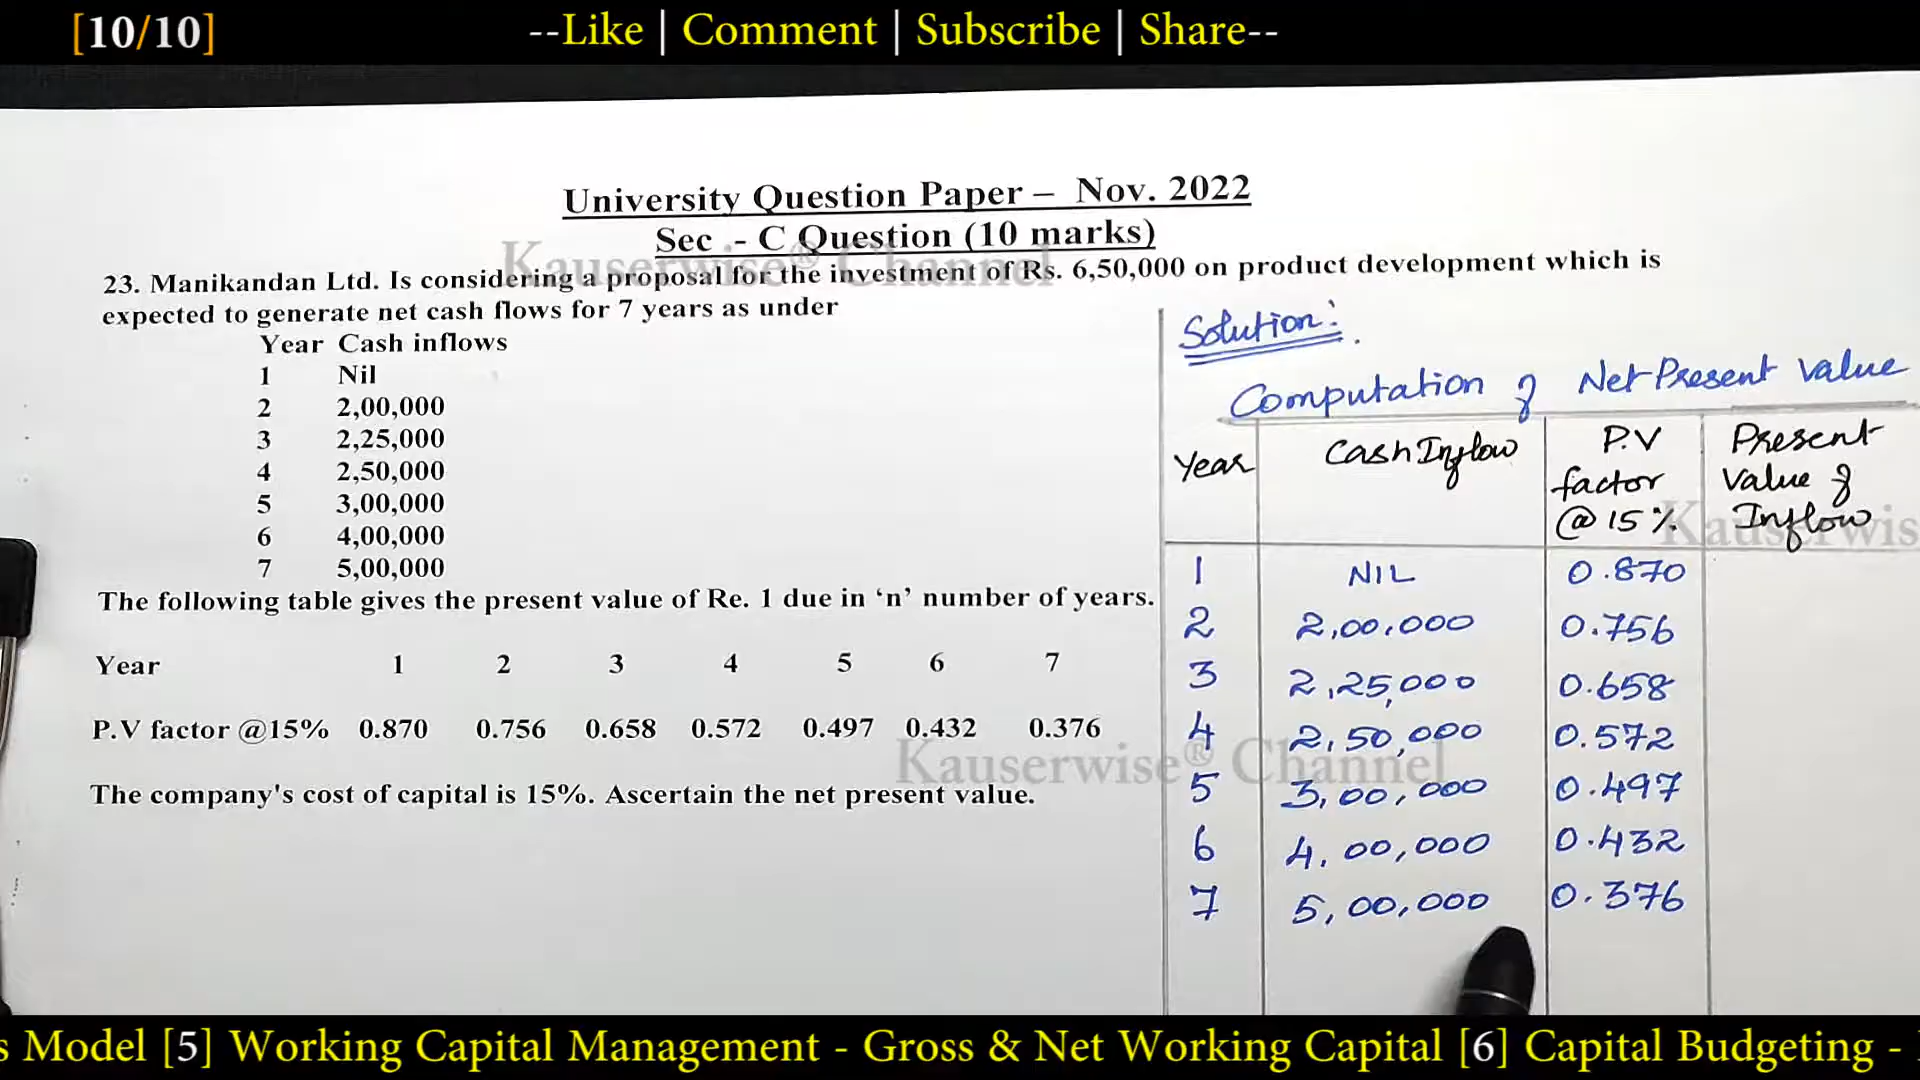 [10/10]
--Like | Comment | Subscribe | Share--
University Question Paper – Nov. 2022
Sec - C Question (10 marks)
Kauserwise® Channel
23. Manikandan Ltd. Is considering a proposal for the investment of Rs. 6,50,000 on product development which is
expected to generate net cash flows for 7 years as under
Year Cash inflows
1 Nil
2 2,00,000
3 2,25,000
4 2,50,000
5 3,00,000
6 4,00,000
7 5,00,000
The following table gives the present value of Re. 1 due in ‘n’ number of years.
Year 1 2 3 4 5 6 7
P.V factor @15% 0.870 0.756 0.658 0.572 0.497 0.432 0.376
The company's cost of capital is 15%. Ascertain the net present value.
Solution:
Computation of Net Present Value
Year Cash Inflow P.V factor @ 15% Present Value of Inflow
Kauserwis
1 NIL 0.870
2 2,00,000 0.756
3 2,25,000 0.658
4 2,50,000 0.572
Kauserwise® Channel
5 3,00,000 0.497
6 4,00,000 0.432
7 5,00,000 0.376
s Model [5] Working Capital Management - Gross & Net Working Capital [6] Capital Budgeting -